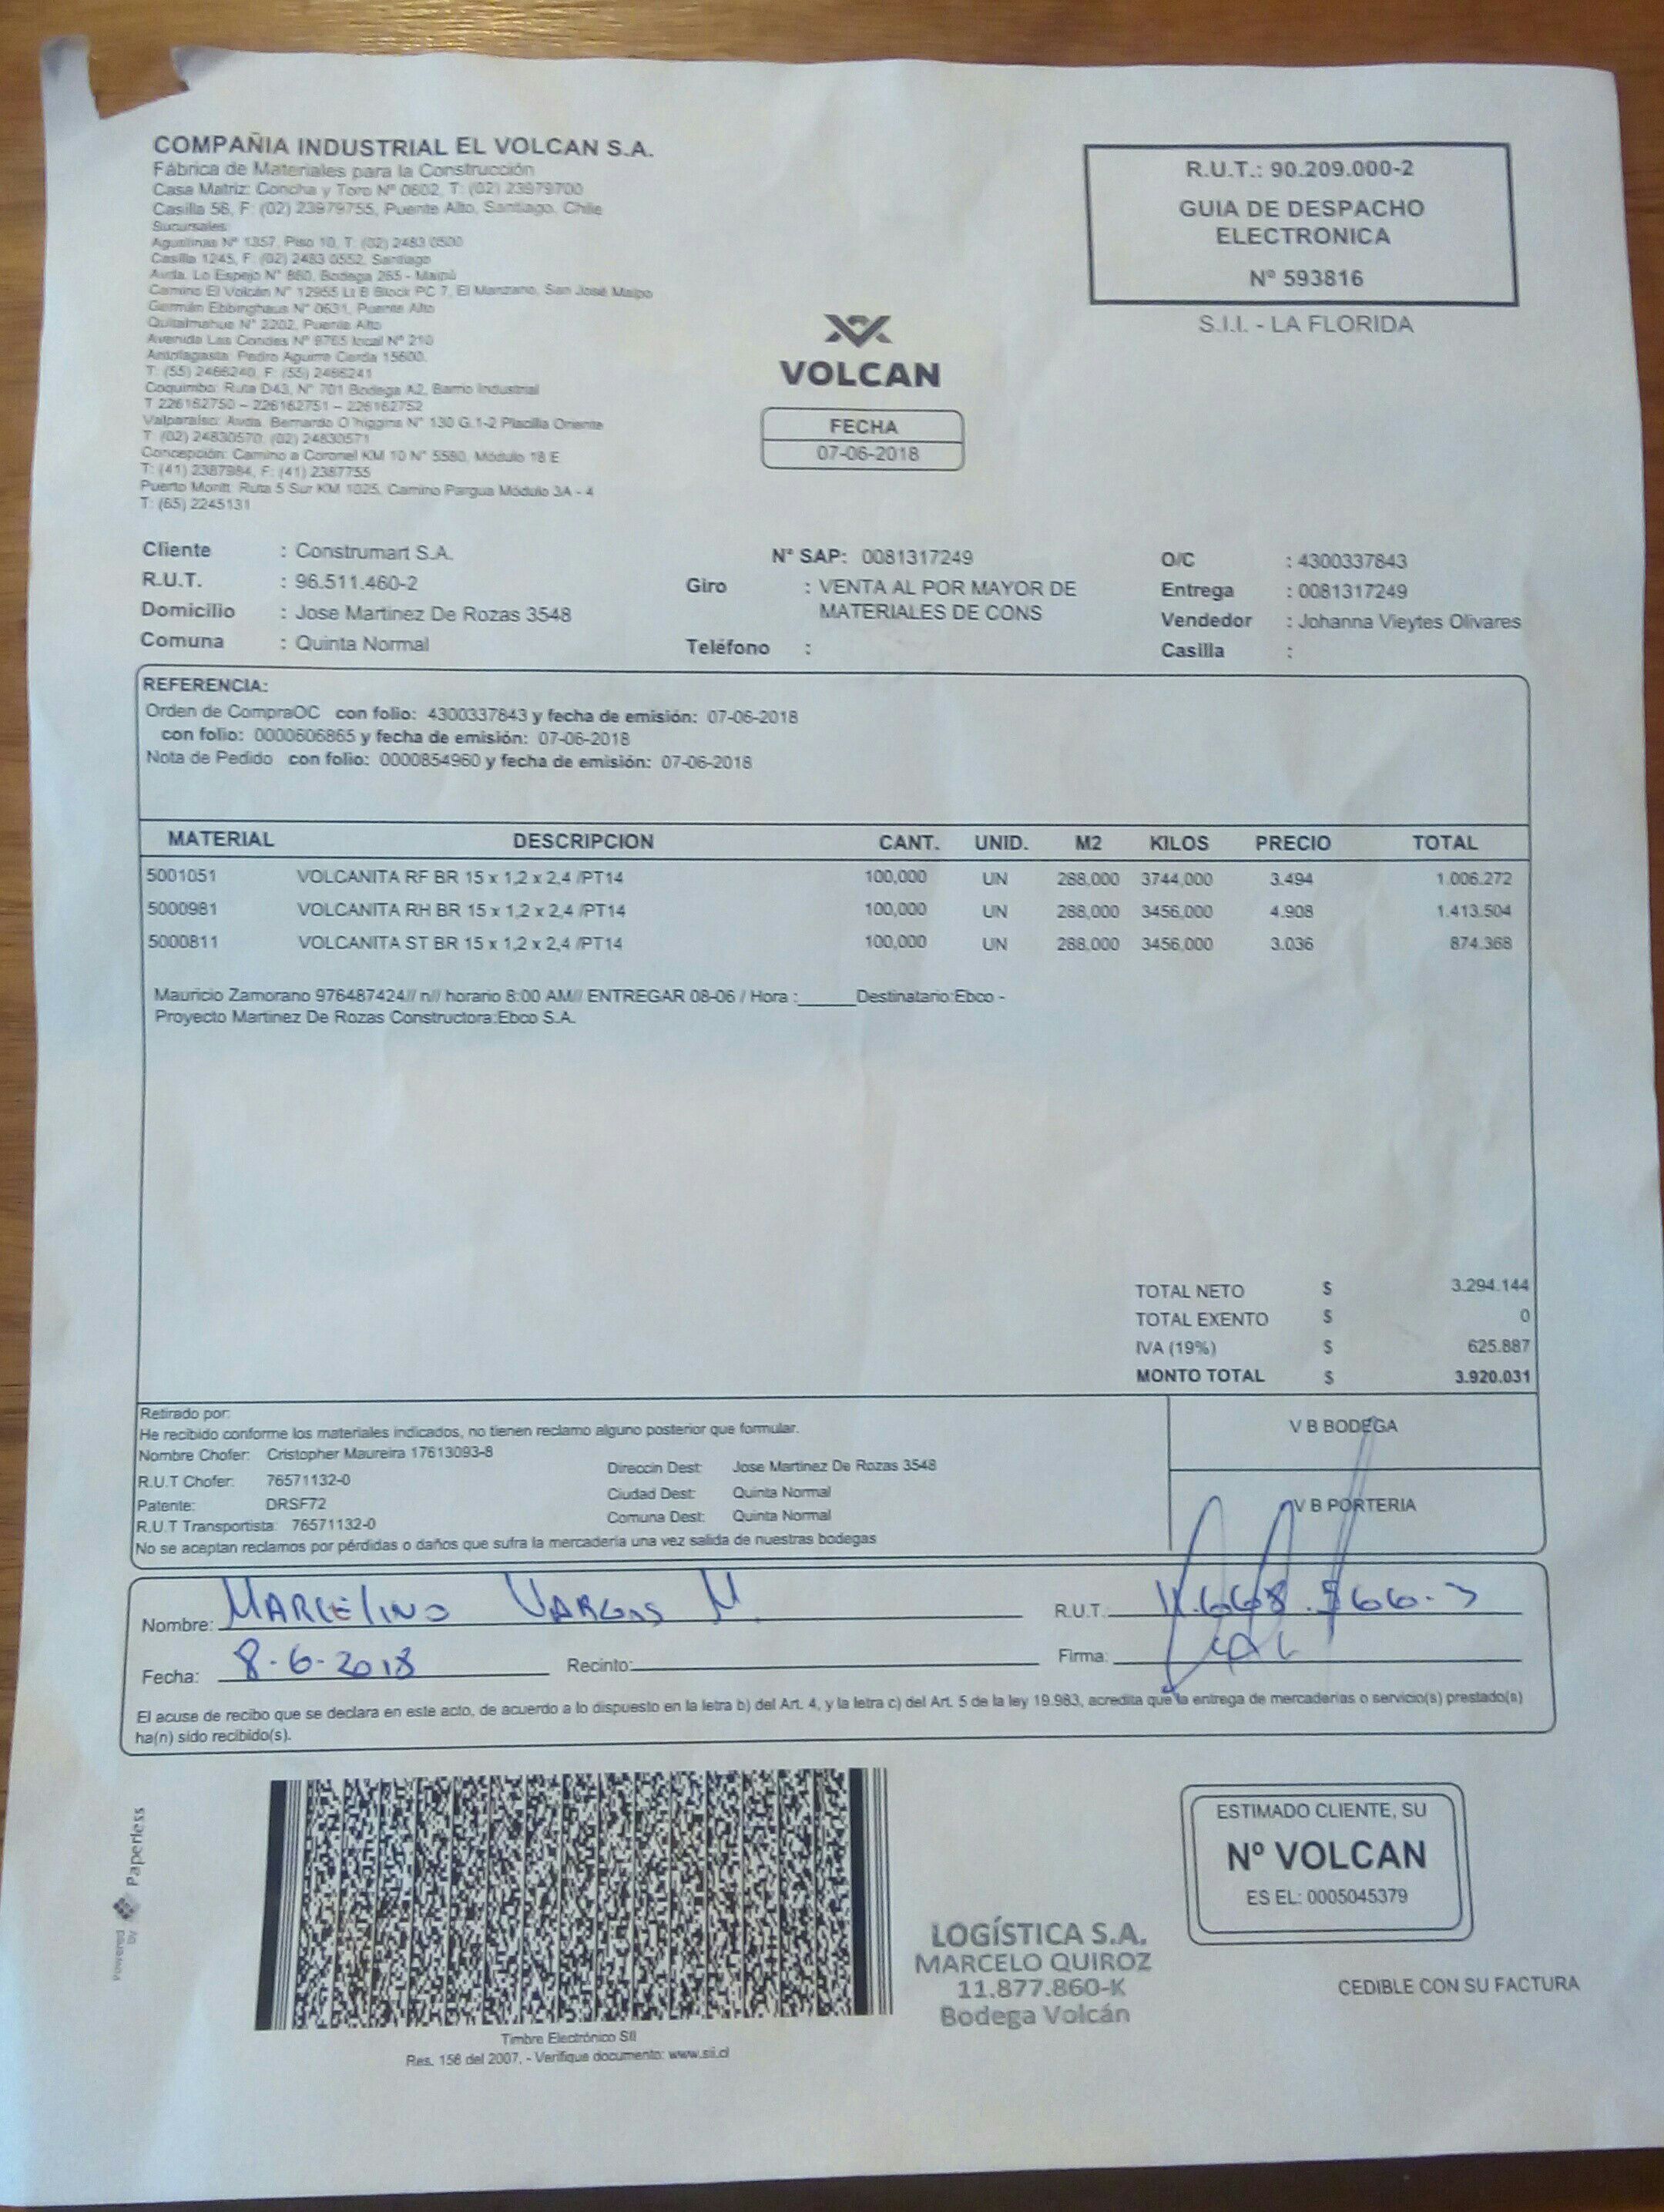 COMPAÑIA INDUSTRIAL EL VOLCAN S.A.
Fábrica de Materiales para la Construcción
Casa Matriz: Concha y Toro Nº 0602, T: (02) 23979700
Casilla 56, F: (02) 23979755, Puente Alto, Santiago, Chile
Sucursales:
Agustinas Nº 1357, Piso 10, T: (02) 2483 0500
Casilla 1245, F: (02) 2483 0552, Santiago
Avda. Lo Espejo N° 860, Bodega 265 - Maipú
Camino El Volcán N° 12955 Lt B Block PC 7, El Manzano, San José Maipo
Germán Ebbinghaus N° 0631, Puente Alto
Quitalmahue N° 2202, Puente Alto
Avenida Las Condes N° 9765 local N° 210
Antofagasta: Pedro Aguirre Cerda 15600.
T: (55) 2486240, F: (55) 2486241
Coquimbo: Ruta D43, N° 701 Bodega A2, Barrio Industrial
T 226162750 – 226162751 – 226162752
Valparaíso: Avda. Bernardo O'higgins N° 130 G.1-2 Placilla Oriente
T: (02) 24830570, (02) 24830571
Concepción: Camino a Coronel KM 10 N° 5580, Módulo 18 E
T: (41) 2387984, F: (41) 2387755
Puerto Montt: Ruta 5 Sur KM 1025, Camino Pargua Módulo 3A - 4
T: (65) 2245131
VOLCAN
FECHA
07-06-2018
R.U.T.: 90.209.000-2
GUIA DE DESPACHO
ELECTRONICA
Nº 593816
S.I.I. - LA FLORIDA
Cliente : Construmart S.A. Nº SAP: 0081317249 O/C : 4300337843
R.U.T. : 96.511.460-2 Giro : VENTA AL POR MAYOR DE Entrega : 0081317249
Domicilio : Jose Martinez De Rozas 3548 MATERIALES DE CONS Vendedor : Johanna Vieytes Olivares
Comuna : Quinta Normal Teléfono : Casilla :
REFERENCIA:
Orden de CompraOC con folio: 4300337843 y fecha de emisión: 07-06-2018
con folio: 0000606865 y fecha de emisión: 07-06-2018
Nota de Pedido con folio: 0000854960 y fecha de emisión: 07-06-2018
MATERIAL DESCRIPCION CANT. UNID. M2 KILOS PRECIO TOTAL
5001051 VOLCANITA RF BR 15 x 1,2 x 2,4 /PT14 100,000 UN 288,000 3744,000 3.494 1.006.272
5000981 VOLCANITA RH BR 15 x 1,2 x 2,4 /PT14 100,000 UN 288,000 3456,000 4.908 1.413.504
5000811 VOLCANITA ST BR 15 x 1,2 x 2,4 /PT14 100,000 UN 288,000 3456,000 3.036 874.368
Mauricio Zamorano 976487424// n// horario 8:00 AM// ENTREGAR 08-06 / Hora :______Destinatario:Ebco -
Proyecto Martinez De Rozas Constructora:Ebco S.A.
TOTAL NETO $ 3.294.144
TOTAL EXENTO $ 0
IVA (19%) $ 625.887
MONTO TOTAL $ 3.920.031
Retirado por:
He recibido conforme los materiales indicados, no tienen reclamo alguno posterior que formular.
Nombre Chofer: Cristopher Maureira 17613093-8
R.U.T Chofer: 76571132-0
Patente: DRSF72
R.U.T Transportista: 76571132-0
No se aceptan reclamos por pérdidas o daños que sufra la mercadería una vez salida de nuestras bodegas
Direccin Dest: Jose Martinez De Rozas 3548
Ciudad Dest: Quinta Normal
Comuna Dest: Quinta Normal
V B BODEGA
V B PORTERIA
Nombre: MARCELINO VARGAS M. R.U.T.:
Fecha: 8-6-2018 Recinto: Firma:
El acuse de recibo que se declara en este acto, de acuerdo a lo dispuesto en la letra b) del Art. 4, y la letra c) del Art. 5 de la ley 19.983, acredita que la entrega de mercaderías o servicio(s) prestado(s)
ha(n) sido recibido(s).
Powered by Paperless
Timbre Electrónico SII
Res. 156 del 2007, - Verifique documento: www.sii.cl
LOGÍSTICA S.A.
MARCELO QUIROZ
11.877.860-K
Bodega Volcán
ESTIMADO CLIENTE, SU
Nº VOLCAN
ES EL: 0005045379
CEDIBLE CON SU FACTURA